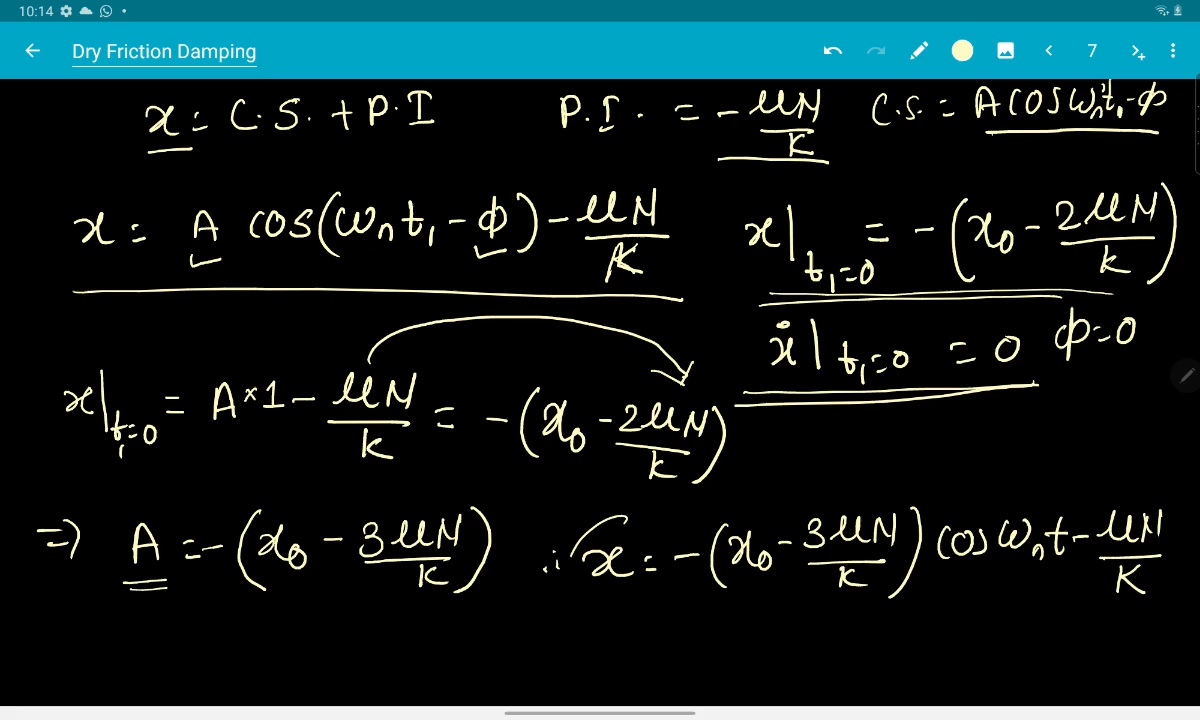 10:14
Dry Friction Damping
7
x = C.S. + P.I P.I. = -μN/K C.S. = A cos ωₙt₁-φ
x = A cos(ωₙt₁-φ) - μN/K x|t₁=0 = -(x₀ - 2μN/k)
ẋ|t₁=0 = 0 φ=0
x|t₁=0 = A×1 - μN/k = -(x₀ - 2μN/k)
=> A = -(x₀ - 3μN/k) ∴ x = -(x₀ - 3μN/k) cos ωₙt - μN/K